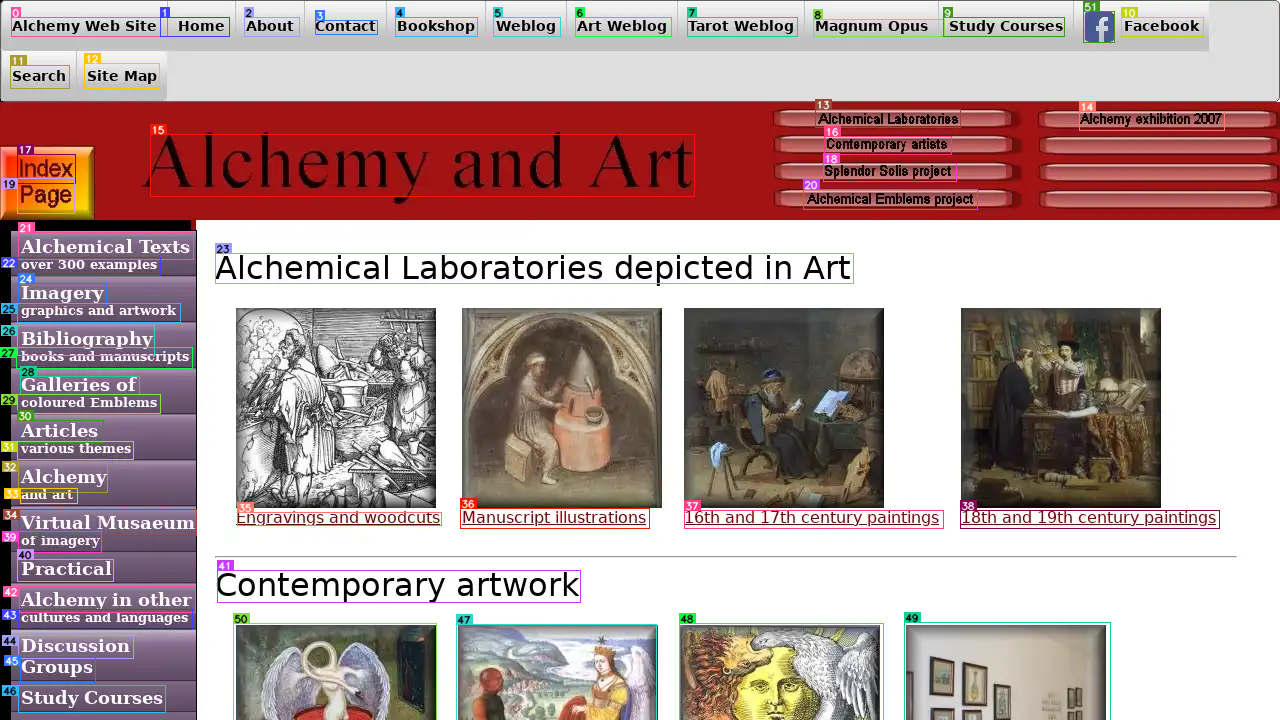 Alchemy Web Site Home About Contact Bookshop Weblog Art Weblog Tarot Weblog Magnum Opus Study Courses Facebook
Search Site Map
Alchemical Laboratories
Alchemy exhibition 2007
Contemporary artists
Splendor Solis project
Alchemical Emblems project
Alchemy and Art
Index
Page
Alchemical Texts
over 300 examples
Imagery
graphics and artwork
Bibliography
books and manuscripts
Galleries of
coloured Emblems
Articles
various themes
Alchemy
and art
Virtual Musaeum
of imagery
Practical
Alchemy in other
cultures and languages
Discussion
Groups
Study Courses
Alchemical Laboratories depicted in Art
Engravings and woodcuts
Manuscript illustrations
16th and 17th century paintings
18th and 19th century paintings
Contemporary artwork